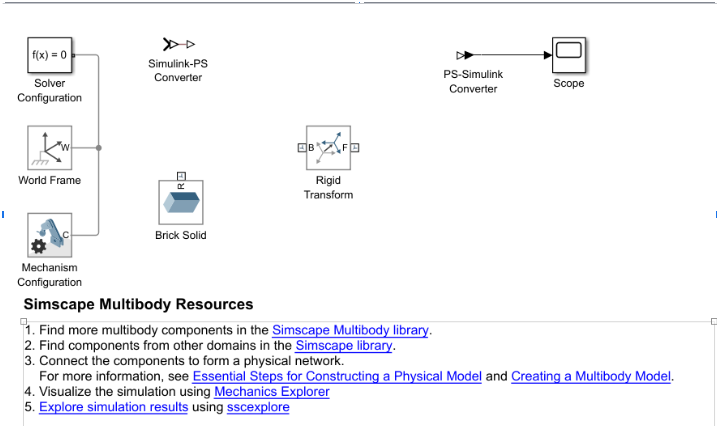 f(x) = 0
Solver
Configuration
Simulink-PS
Converter
PS-Simulink
Converter
Scope
W
World Frame
R
Brick Solid
B
F
Rigid
Transform
C
Mechanism
Configuration
Simscape Multibody Resources
1. Find more multibody components in the Simscape Multibody library.
2. Find components from other domains in the Simscape library.
3. Connect the components to form a physical network.
For more information, see Essential Steps for Constructing a Physical Model and Creating a Multibody Model.
4. Visualize the simulation using Mechanics Explorer
5. Explore simulation results using sscexplore